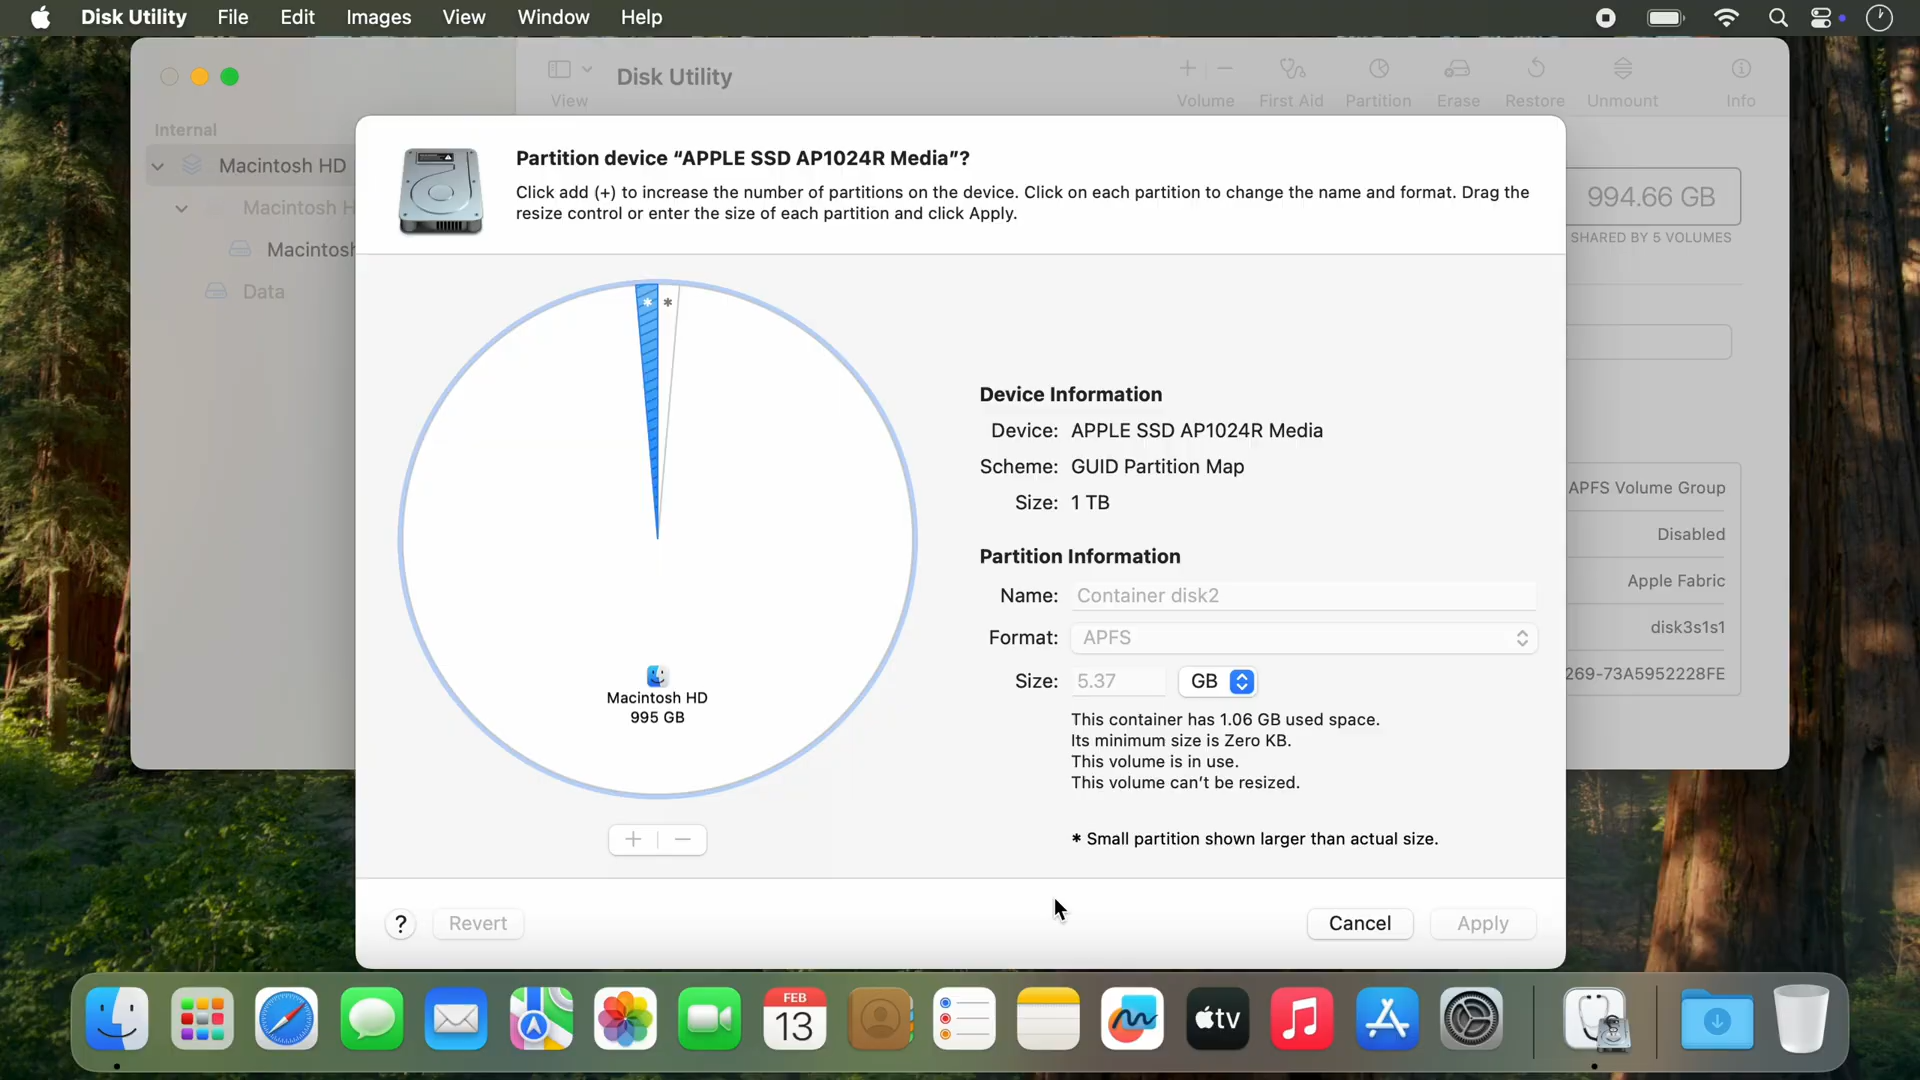 Disk Utility File Edit Images View Window Help
Disk Utility
View
Volume First Aid Partition Erase Restore Unmount Info
Internal
Macintosh HD
Macintosh H
Macintosh
Data
994.66 GB
SHARED BY 5 VOLUMES
APFS Volume Group
Disabled
Apple Fabric
disk3s1s1
269-73A5952228FE
Partition device “APPLE SSD AP1024R Media”?
Click add (+) to increase the number of partitions on the device. Click on each partition to change the name and format. Drag the
resize control or enter the size of each partition and click Apply.
* *
Macintosh HD
995 GB
+ −
Device Information
Device: APPLE SSD AP1024R Media
Scheme: GUID Partition Map
Size: 1 TB
Partition Information
Name: Container disk2
Format: APFS
Size: 5.37 GB
This container has 1.06 GB used space.
Its minimum size is Zero KB.
This volume is in use.
This volume can't be resized.
* Small partition shown larger than actual size.
? Revert Cancel Apply
FEB
13
tv